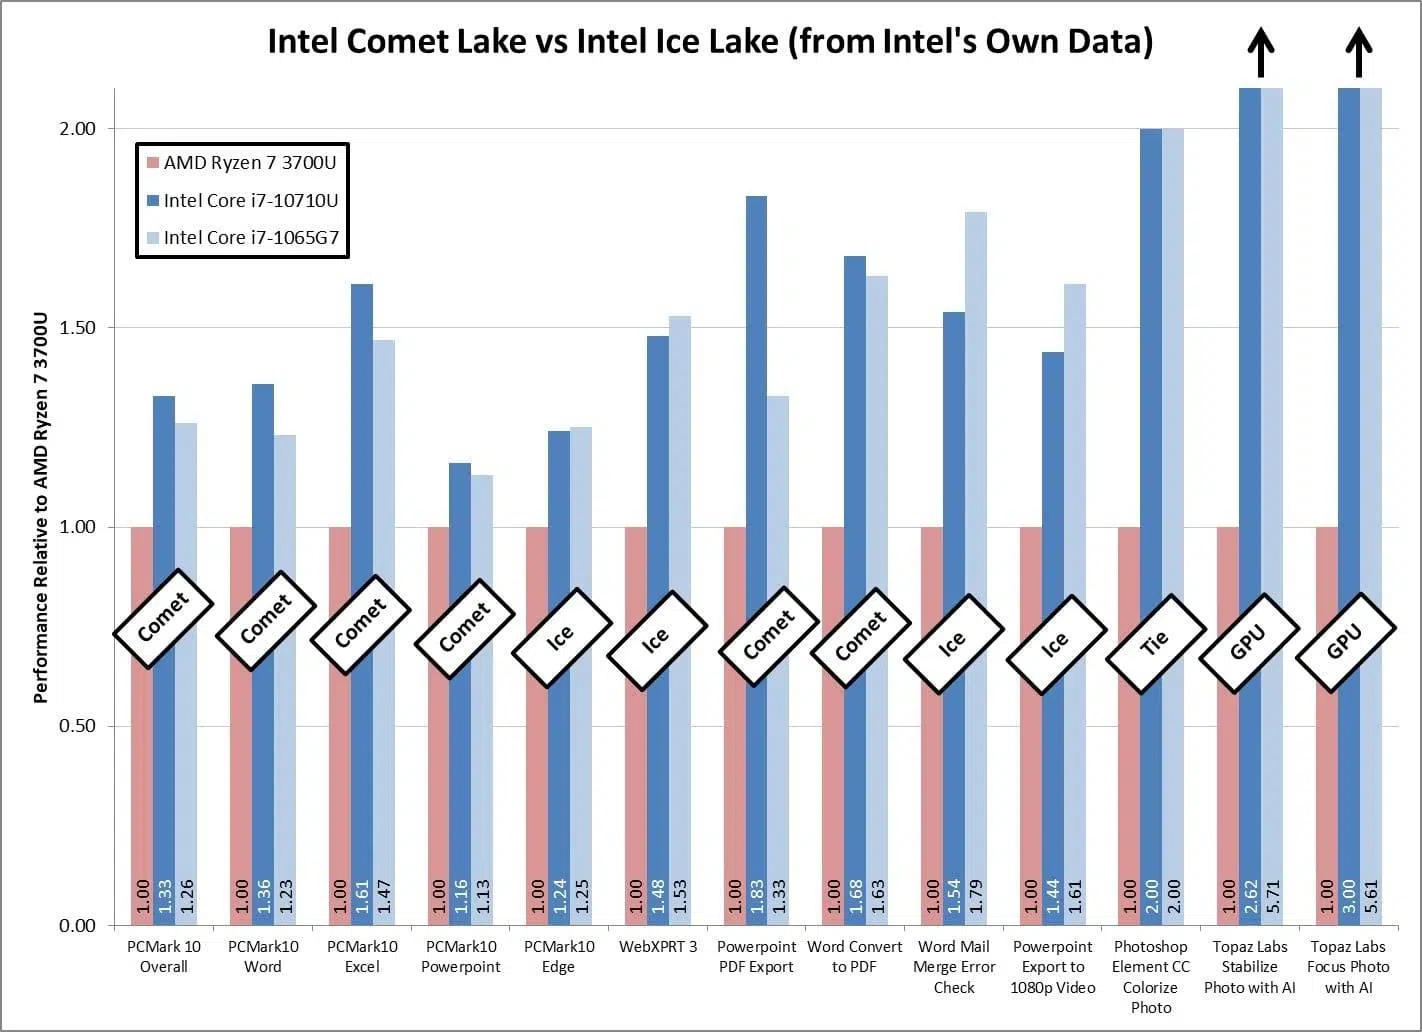 Intel Comet Lake vs Intel Ice Lake (from Intel's Own Data)
Performance Relative to AMD Ryzen 7 3700U
2.00
1.50
1.00
0.50
0.00
AMD Ryzen 7 3700U
Intel Core i7-10710U
Intel Core i7-1065G7
Comet
Comet
Comet
Comet
Ice
Ice
Comet
Comet
Ice
Ice
Tie
GPU
GPU
1.00
1.33
1.26
1.00
1.36
1.23
1.00
1.61
1.47
1.00
1.16
1.13
1.00
1.24
1.25
1.00
1.48
1.53
1.00
1.83
1.33
1.00
1.68
1.63
1.00
1.54
1.79
1.00
1.44
1.61
1.00
2.00
2.00
1.00
2.62
5.71
1.00
3.00
5.61
PCMark 10
Overall
PCMark10
Word
PCMark10
Excel
PCMark10
Powerpoint
PCMark10
Edge
WebXPRT 3
Powerpoint
PDF Export
Word Convert
to PDF
Word Mail
Merge Error
Check
Powerpoint
Export to
1080p Video
Photoshop
Element CC
Colorize
Photo
Topaz Labs
Stabilize
Photo with AI
Topaz Labs
Focus Photo
with AI